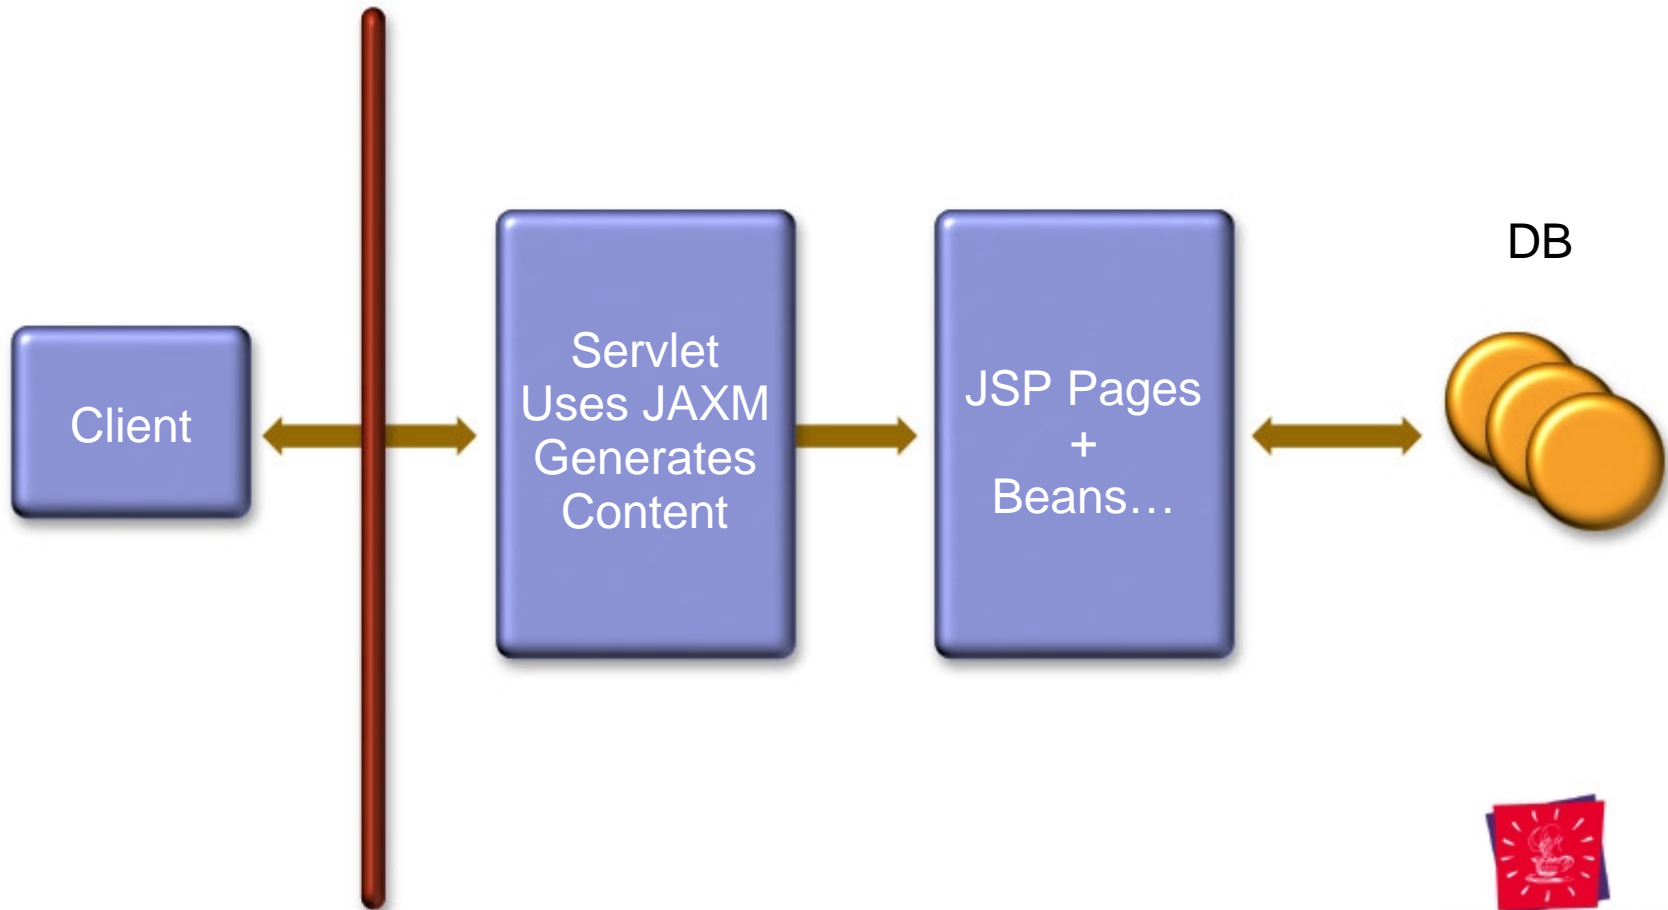 Client
Servlet
Uses JAXM
Generates
Content
JSP Pages
+
Beans…
DB